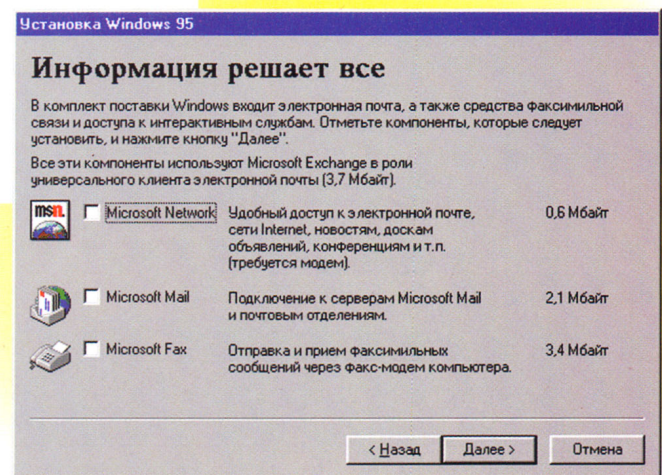 Установка Windows 95
Информация решает все
В комплект поставки Windows входит электронная почта, а также средства факсимильной
связи и доступа к интерактивным службам. Отметьте компоненты, которые следует
установить, и нажмите кнопку "Далее".
Все эти компоненты используют Microsoft Exchange в роли
универсального клиента электронной почты (3,7 Мбайт).
msn.
Microsoft Network
Удобный доступ к электронной почте,
сети Internet, новостям, доскам
объявлений, конференциям и т.п.
(требуется модем).
0,6 Мбайт
Microsoft Mail
Подключение к серверам Microsoft Mail
и почтовым отделениям.
2,1 Мбайт
Microsoft Fax
Отправка и прием факсимильных
сообщений через факс-модем компьютера.
3,4 Мбайт
< Назад
Далее >
Отмена